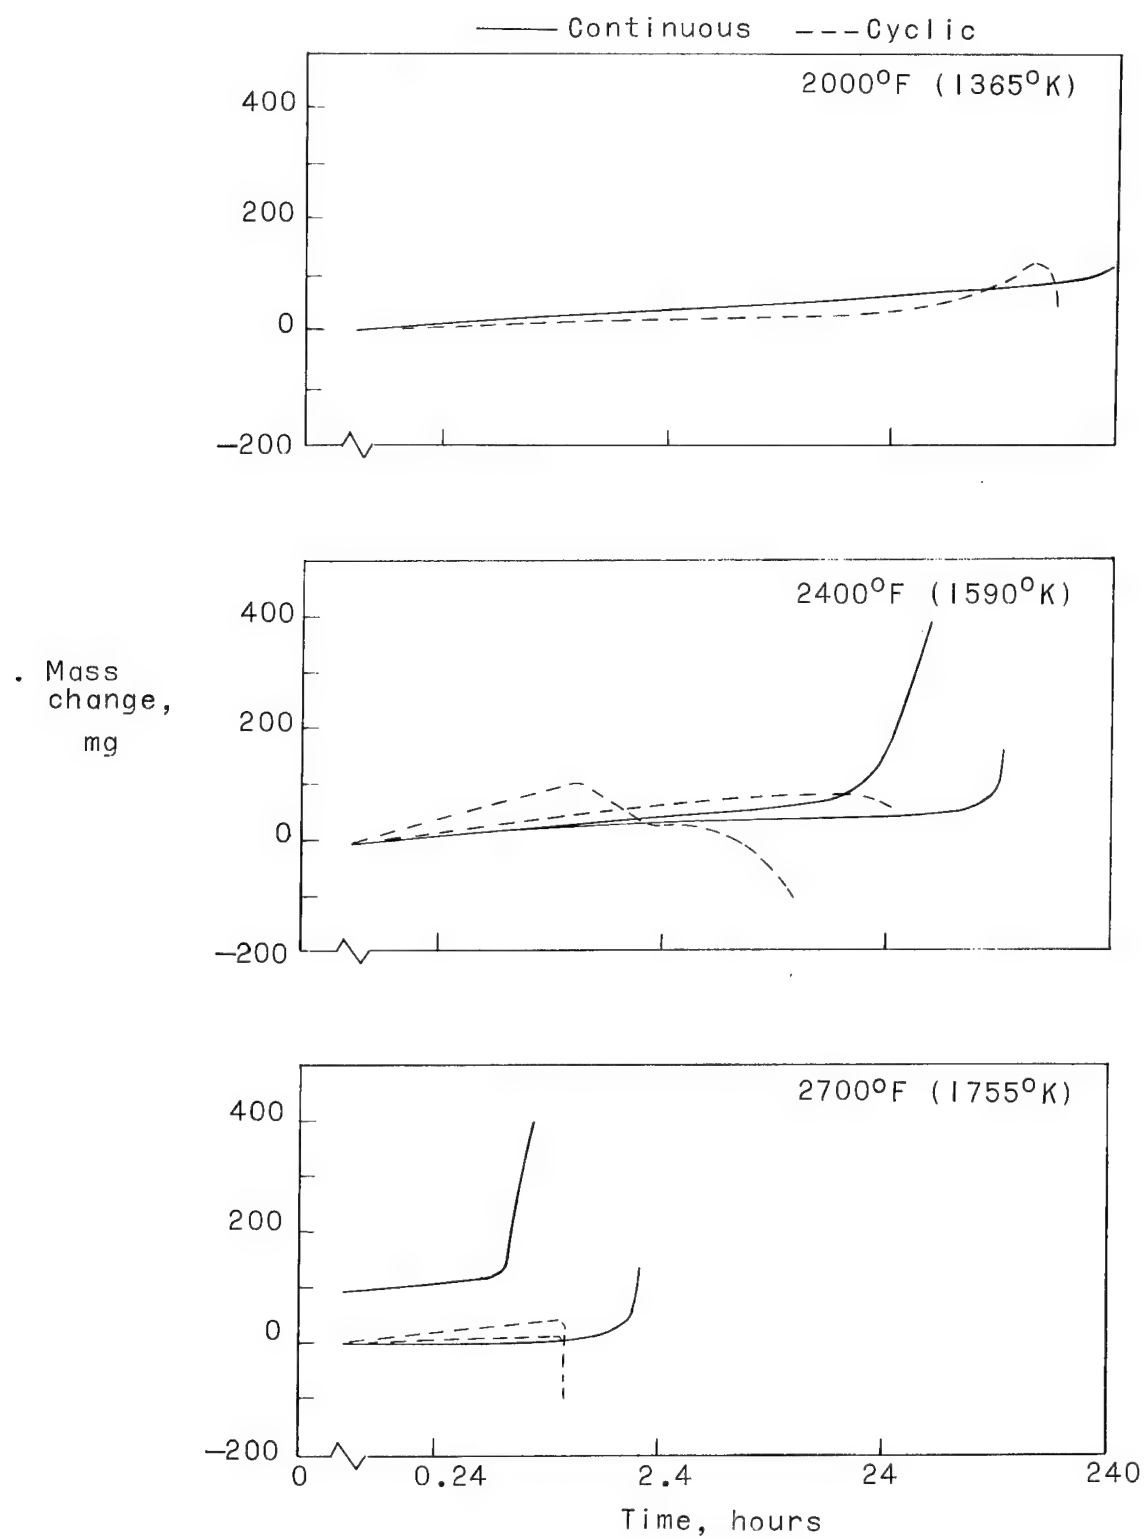 Continuous ---Cyclic
2000°F (1365°K)
400
200
0
-200
2400°F (1590°K)
400
200
0
-200
Mass
change,
mg
2700°F (1755°K)
400
200
0
-200
0 0.24 2.4 24 240
Time, hours